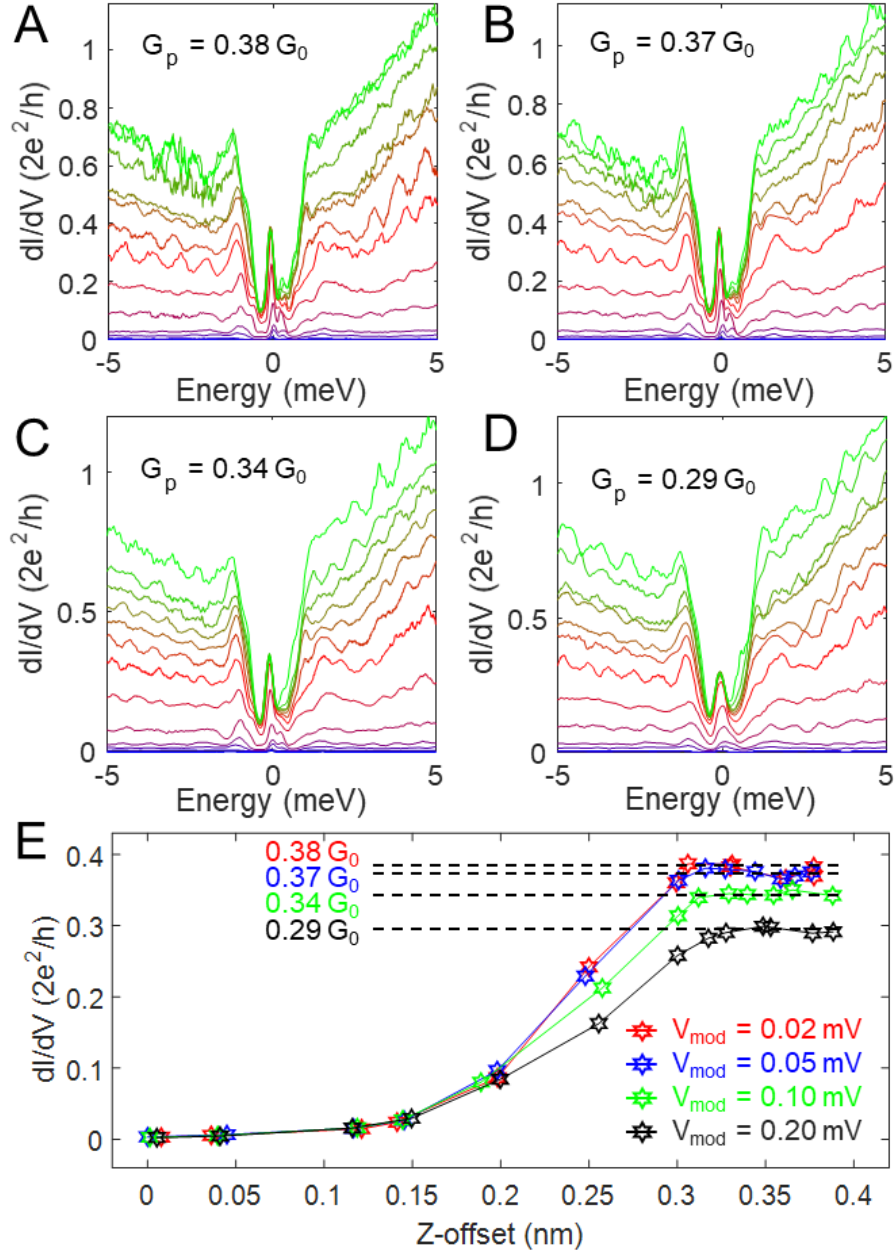 A
G_p = 0.38 G_0
dI/dV (2e^2/h)
1
0.8
0.6
0.4
0.2
0
-5
0
5
Energy (meV)
B
G_p = 0.37 G_0
dI/dV (2e^2/h)
1
0.8
0.6
0.4
0.2
0
-5
0
5
Energy (meV)
C
G_p = 0.34 G_0
dI/dV (2e^2/h)
1
0.5
0
-5
0
5
Energy (meV)
D
G_p = 0.29 G_0
dI/dV (2e^2/h)
1
0.5
0
-5
0
5
Energy (meV)
E
dI/dV (2e^2/h)
0.4
0.3
0.2
0.1
0
0.38 G_0
0.37 G_0
0.34 G_0
0.29 G_0
V_mod = 0.02 mV
V_mod = 0.05 mV
V_mod = 0.10 mV
V_mod = 0.20 mV
0
0.05
0.1
0.15
0.2
0.25
0.3
0.35
0.4
Z-offset (nm)